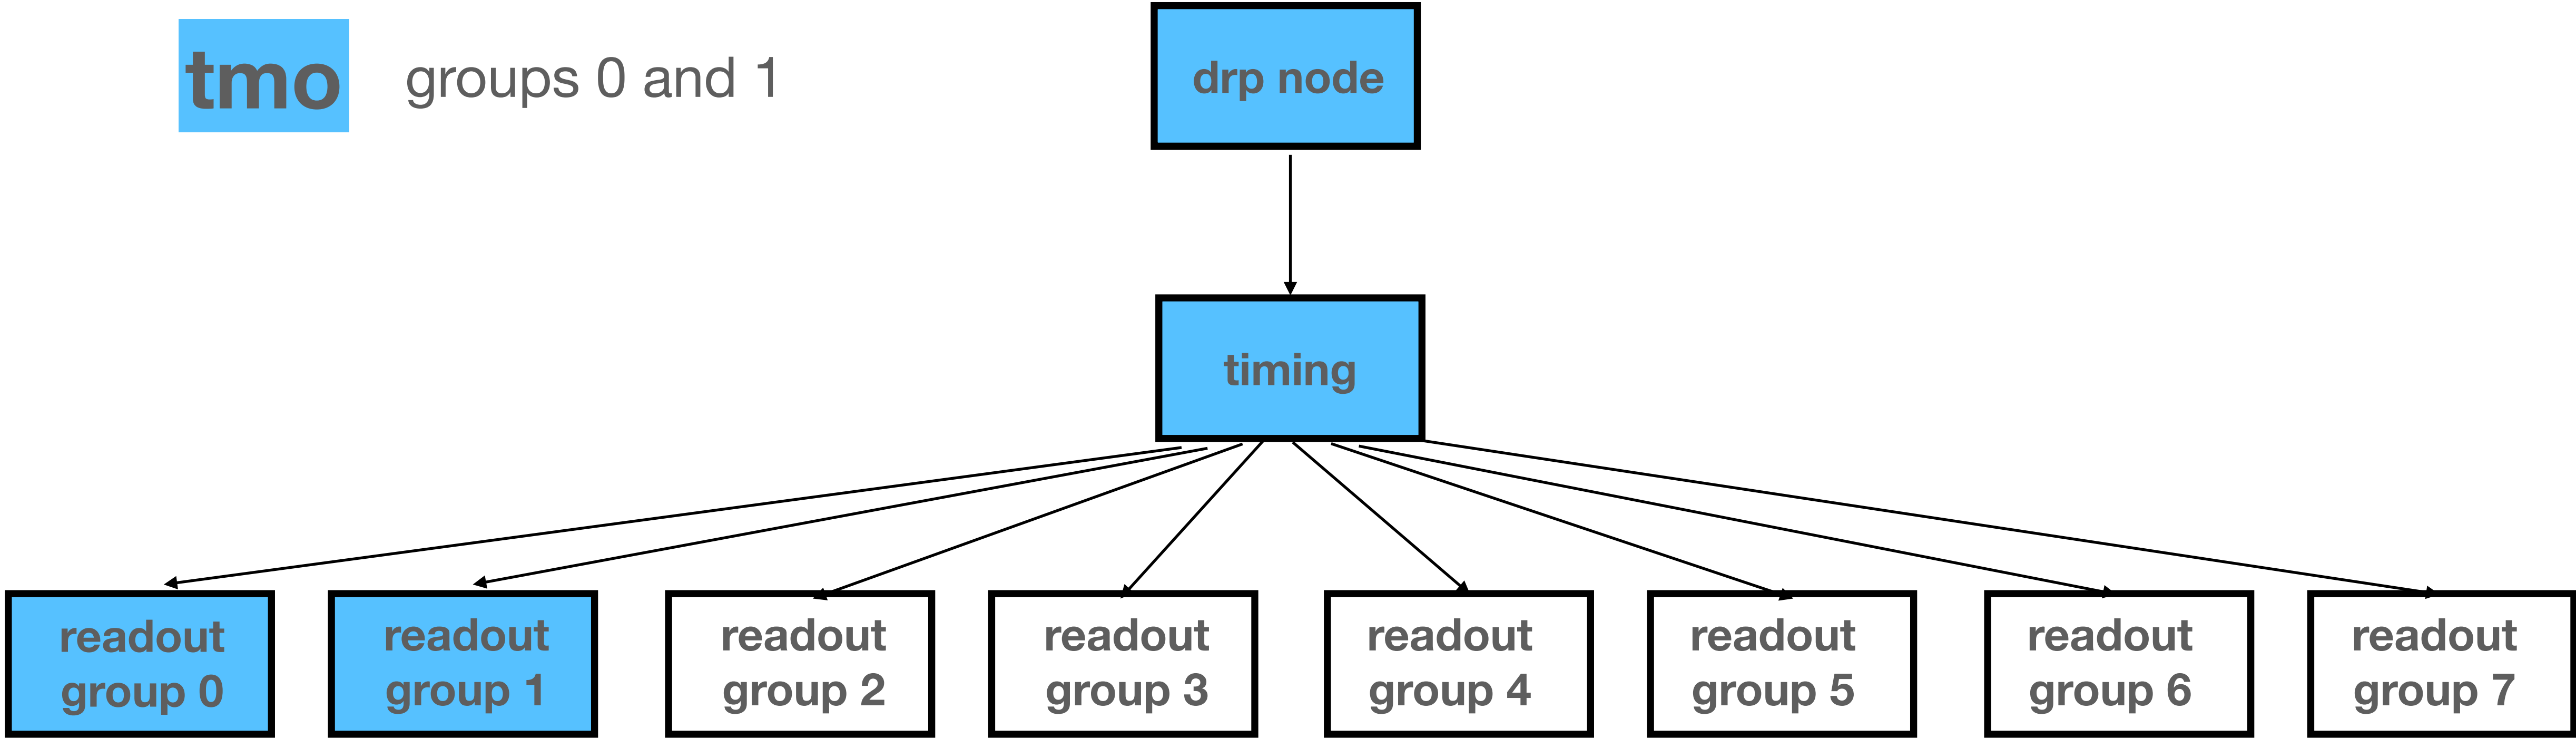 tmo groups 0 and 1
drp node
timing
readout
group 0
readout
group 1
readout
group 2
readout
group 3
readout
group 4
readout
group 5
readout
group 6
readout
group 7